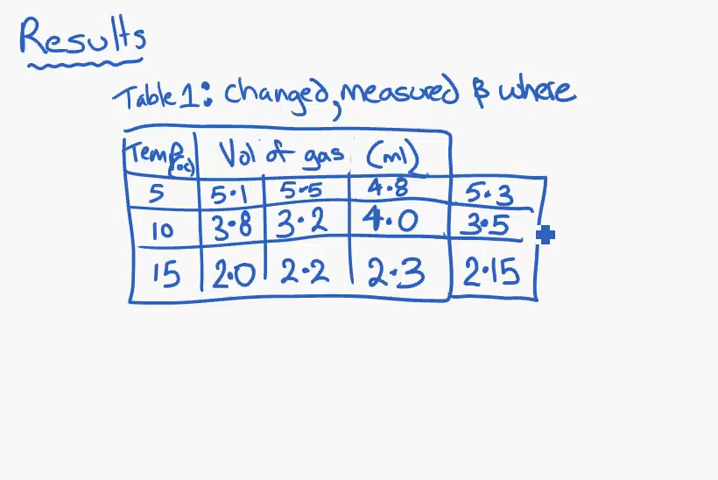 Results
Table 1: changed, measured & where
Temp(°C) Vol of gas (ml)
5 5.1 5.5 4.8 5.3
10 3.8 3.2 4.0 3.5
15 2.0 2.2 2.3 2.15